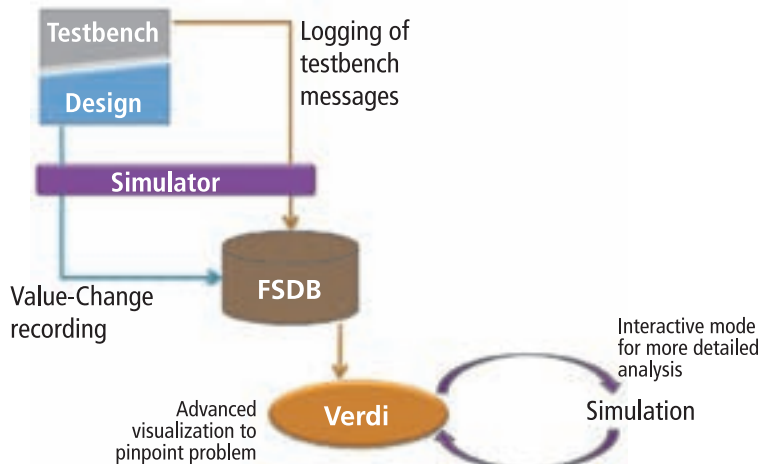 Testbench
Design
Logging of
testbench
messages
Simulator
FSDB
Value-Change
recording
Interactive mode
for more detailed
analysis
Advanced
visualization to
pinpoint problem
Verdi
Simulation